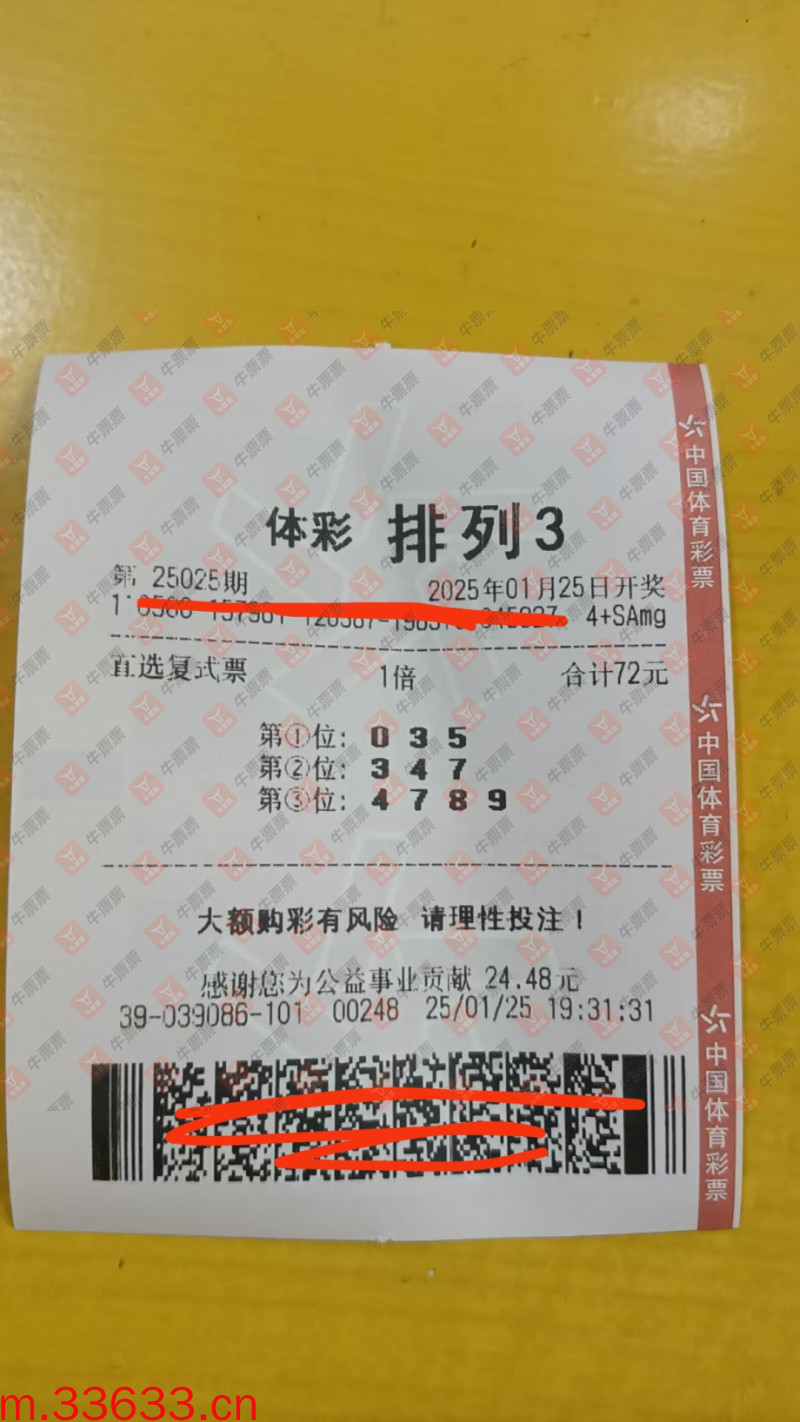 体彩 排列3
第 25025期 2025年01月25日开奖
4+SAmg
直选复式票 1倍 合计72元
第①位: 0 3 5
第②位: 3 4 7
第③位: 4 7 8 9
大额购彩有风险 请理性投注!
感谢您为公益事业贡献 24.48元
39-039086-101 00248 25/01/25 19:31:31
中国体育彩票
中国体育彩票
中国体育彩票
牛票票
m.33633.cn